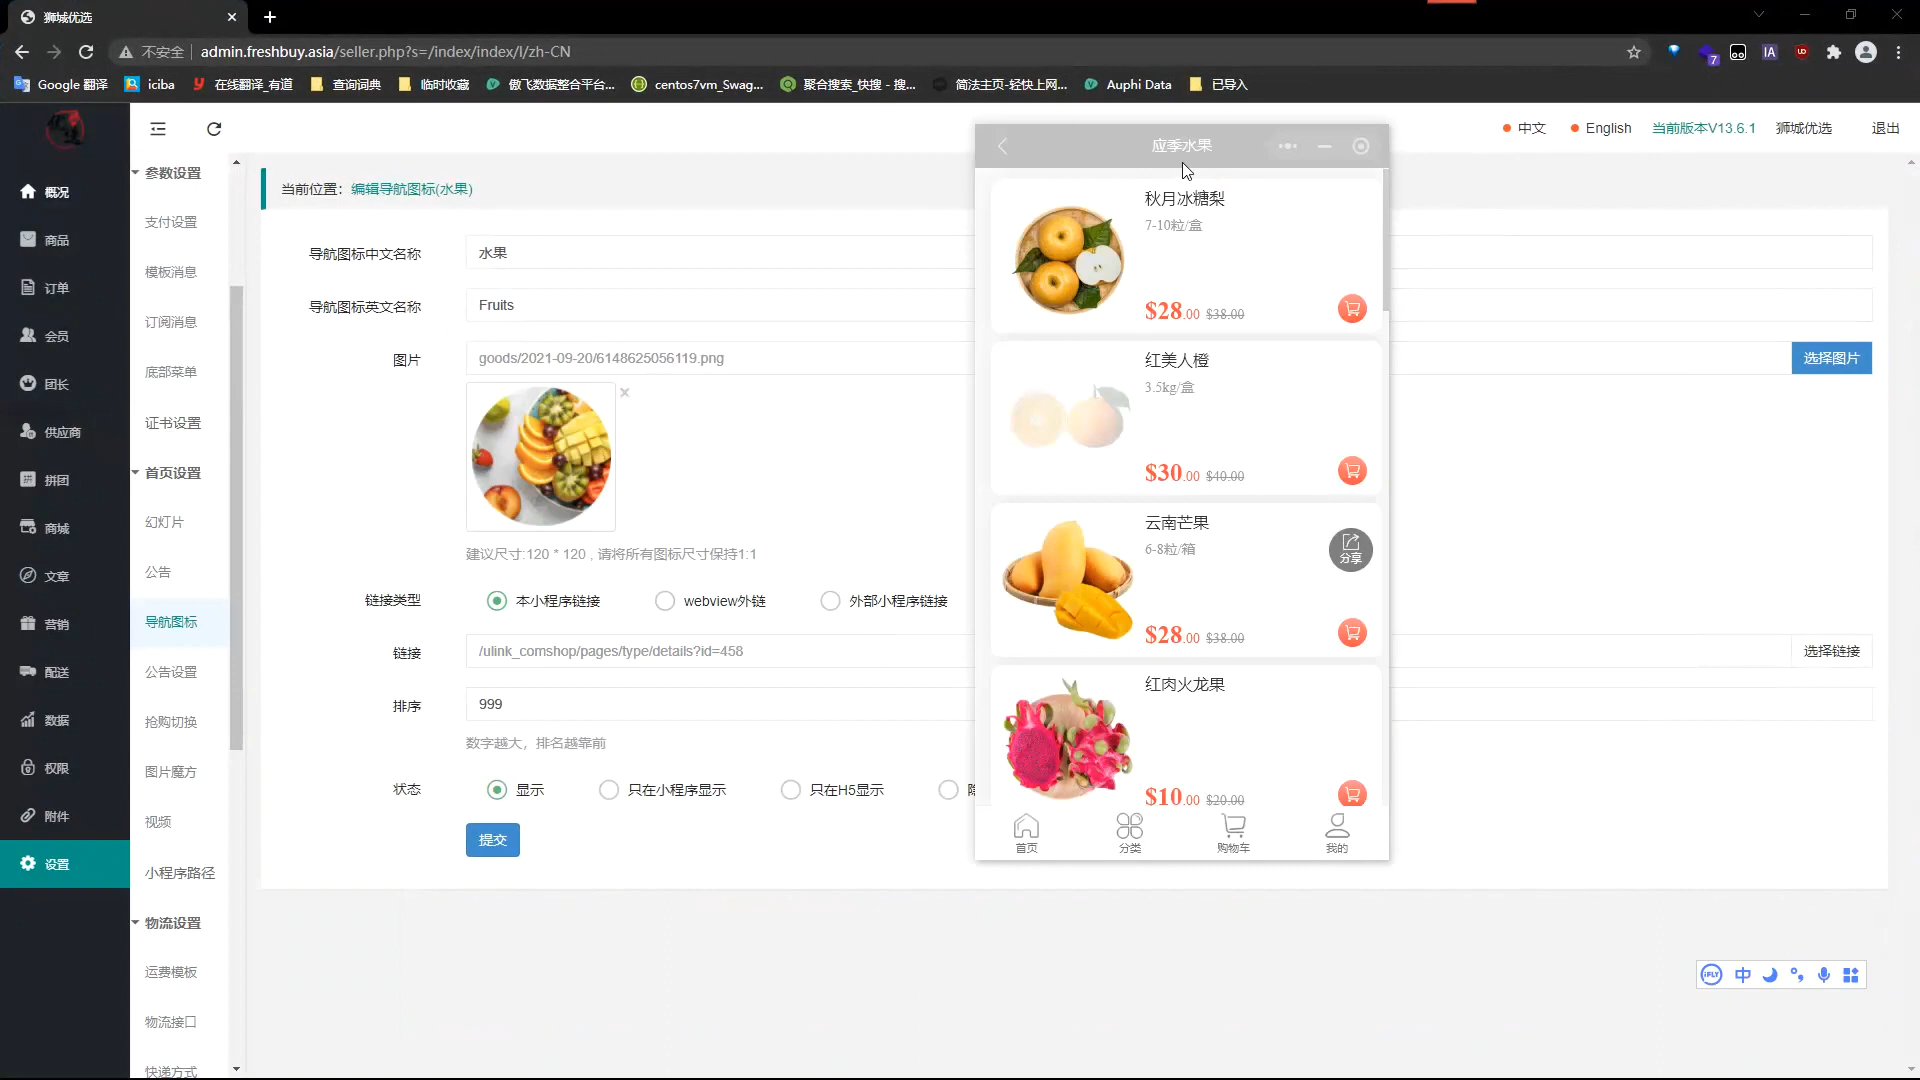 狮城优选
不安全
admin.freshbuy.asia/seller.php?s=/index/index/l/zh-CN
7
IA
Google 翻译
iciba
在线翻译_有道
查询词典
临时收藏
傲飞数据整合平台...
centos7vm_Swag...
聚合搜索_快搜 - 搜...
简法主页-轻快上网...
Auphi Data
已导入
中文
English
当前版本V13.6.1
狮城优选
退出
概况
商品
订单
会员
团长
供应商
拼团
商城
文章
营销
配送
数据
权限
附件
设置
参数设置
支付设置
模板消息
订阅消息
底部菜单
证书设置
首页设置
幻灯片
公告
导航图标
公告设置
抢购切换
图片魔方
视频
小程序路径
物流设置
运费模板
物流接口
快递方式
当前位置：编辑导航图标(水果)
导航图标中文名称
水果
导航图标英文名称
Fruits
图片
goods/2021-09-20/6148625056119.png
选择图片
建议尺寸:120 * 120 , 请将所有图标尺寸保持1:1
链接类型
本小程序链接
webview外链
外部小程序链接
链接
/ulink_comshop/pages/type/details?id=458
选择链接
排序
999
数字越大，排名越靠前
状态
显示
只在小程序显示
只在H5显示
提交
应季水果
秋月冰糖梨
7-10粒/盒
$28.00 $38.00
红美人橙
3.5kg/盒
$30.00 $40.00
云南芒果
6-8粒/箱
分享
$28.00 $38.00
红肉火龙果
$10.00 $20.00
首页
分类
购物车
我的
iFLY
中